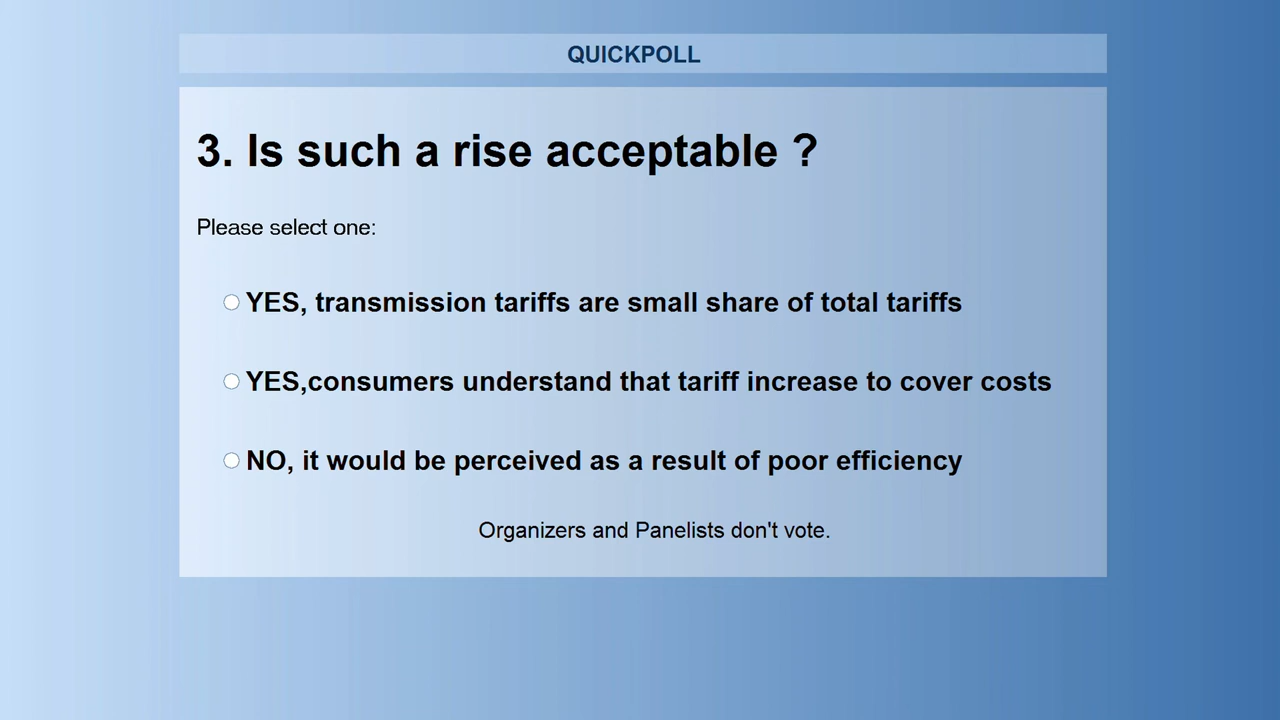 QUICKPOLL
3. Is such a rise acceptable ?
Please select one:
YES, transmission tariffs are small share of total tariffs
YES,consumers understand that tariff increase to cover costs
NO, it would be perceived as a result of poor efficiency
Organizers and Panelists don't vote.